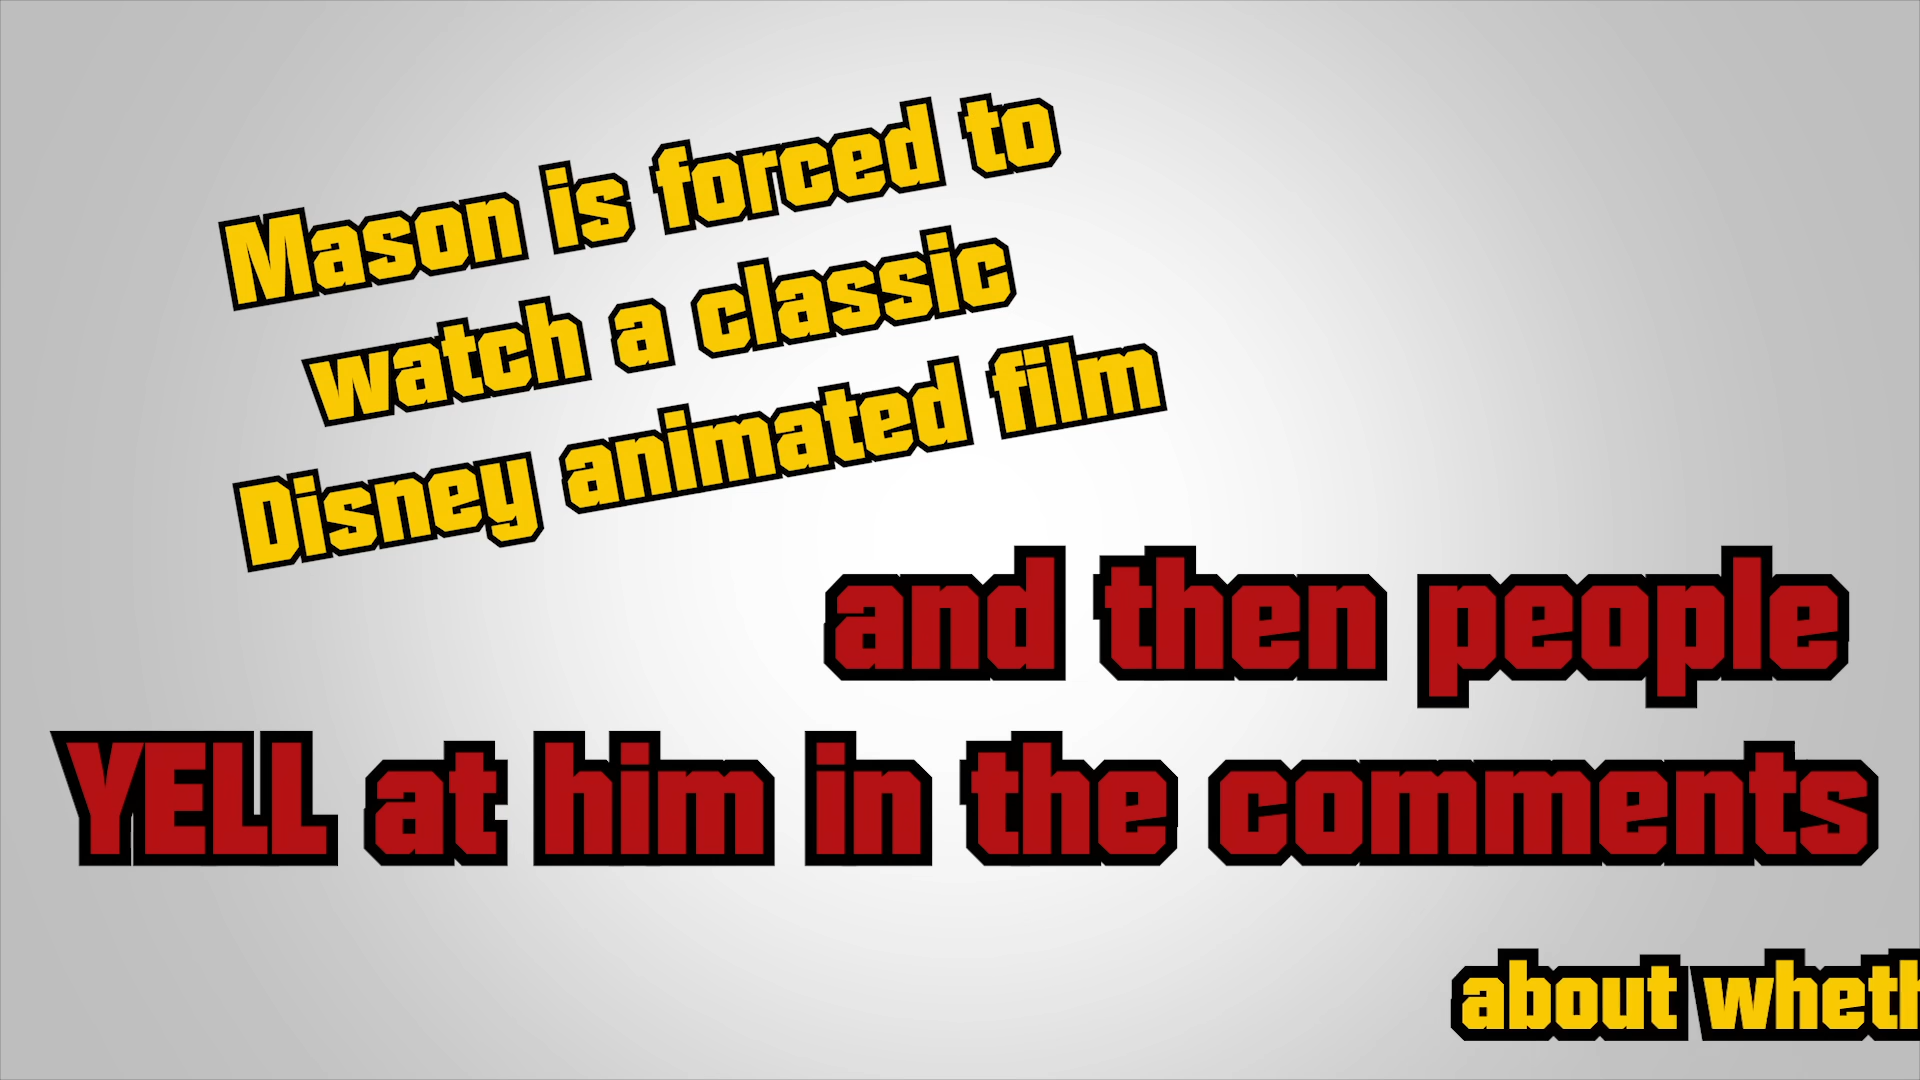 Mason is forced to
watch a classic
Disney animated film
and then people
YELL at him in the comments
about